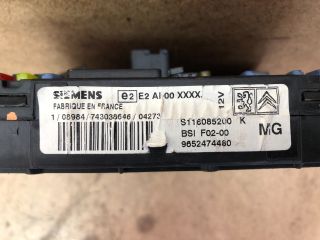 SIEMENS e2 E2 AI 00 XXXX
FABRIQUE EN FRANCE
12V
1/08984/743038646/04273
S116085200 K
BSI F02-00 MG
9652474480